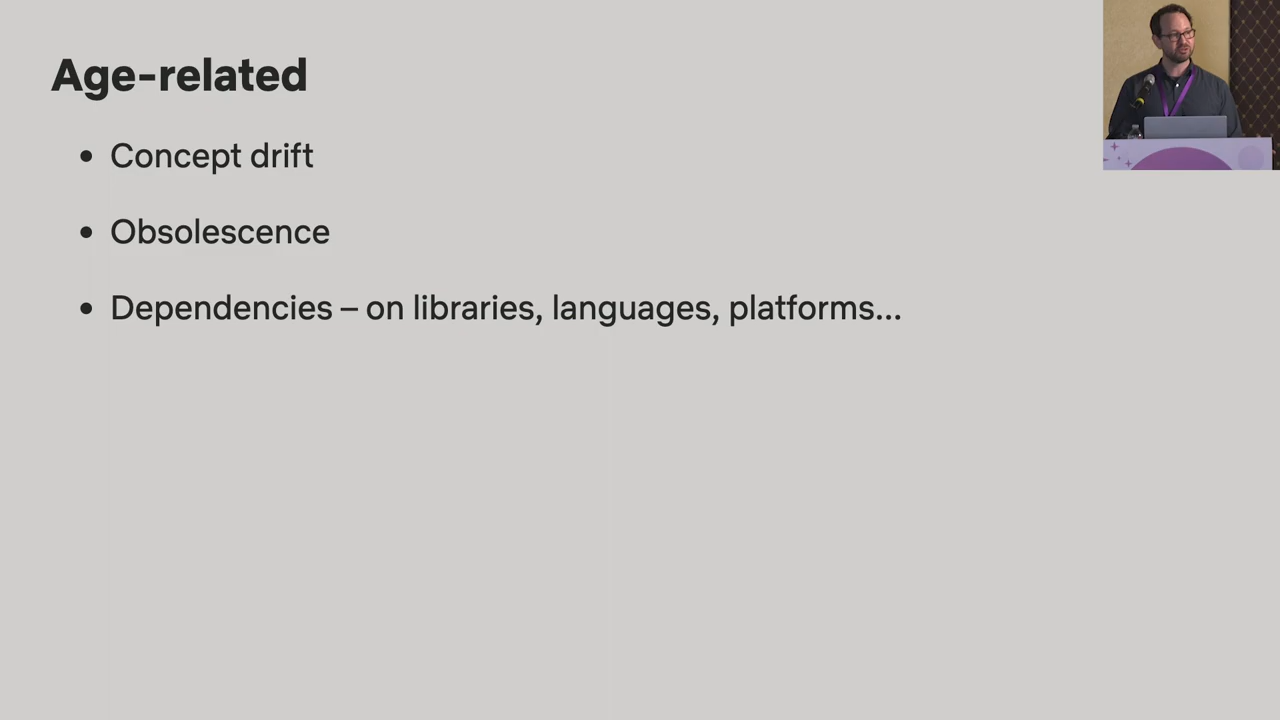 Age-related
• Concept drift
• Obsolescence
• Dependencies – on libraries, languages, platforms...